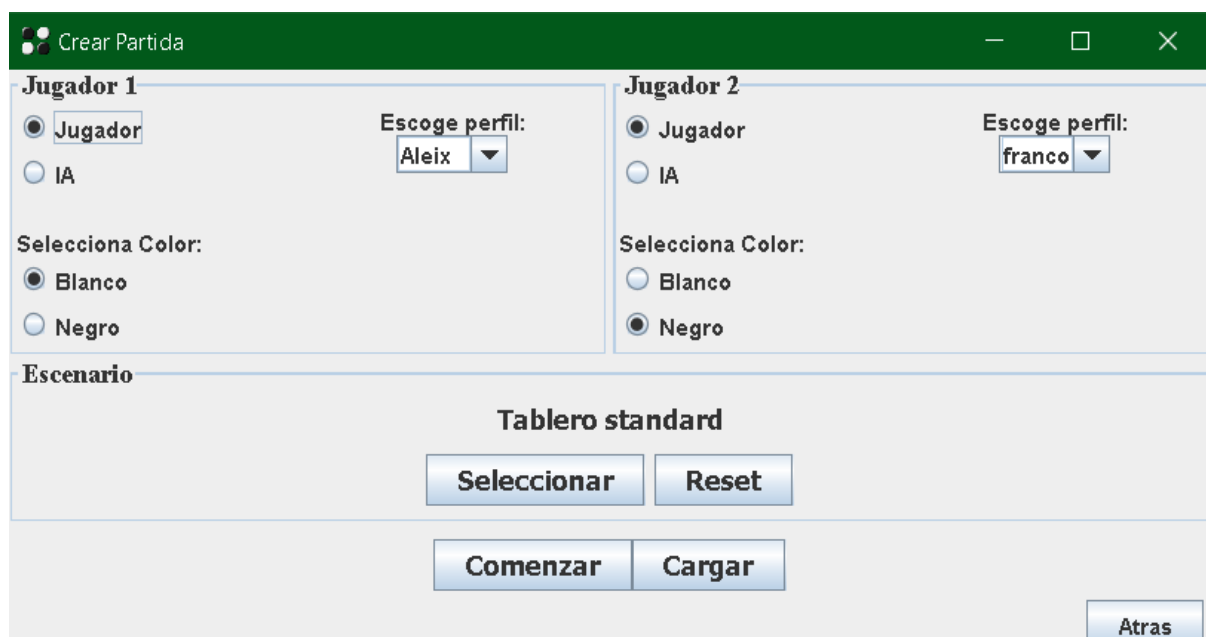 Crear Partida
Jugador 1
Jugador
Escoge perfil:
Aleix
IA
Selecciona Color:
Blanco
Negro
Jugador 2
Jugador
Escoge perfil:
franco
IA
Selecciona Color:
Blanco
Negro
Escenario
Tablero standard
Seleccionar Reset
Comenzar Cargar
Atras